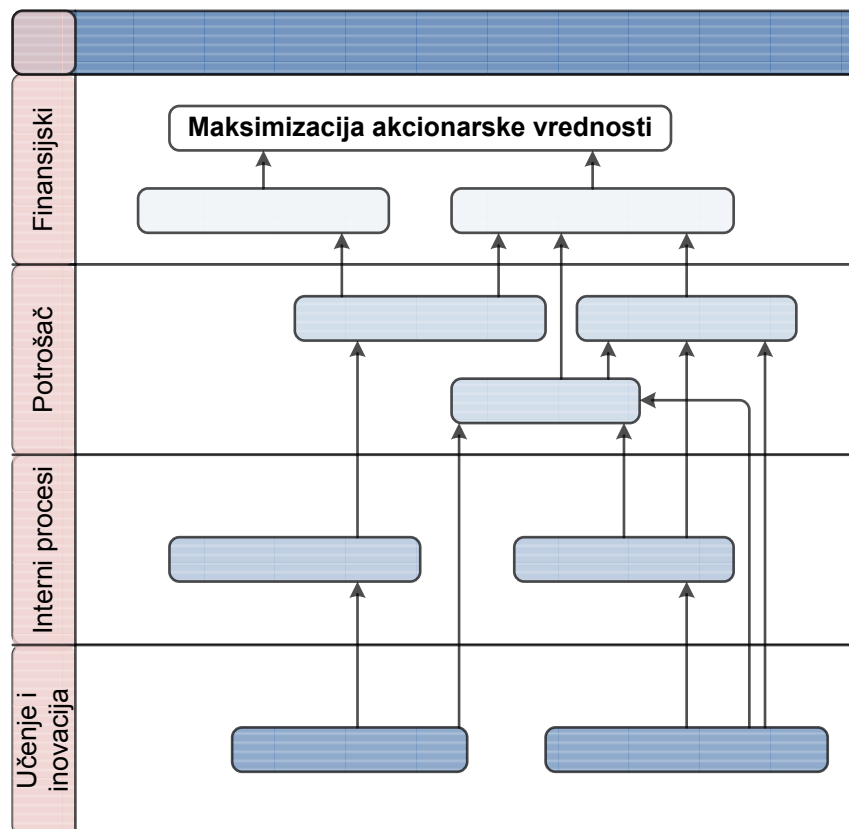 Finansijski
Maksimizacija akcionarske vrednosti
Potrošač
Interni procesi
Učenje i
inovacija